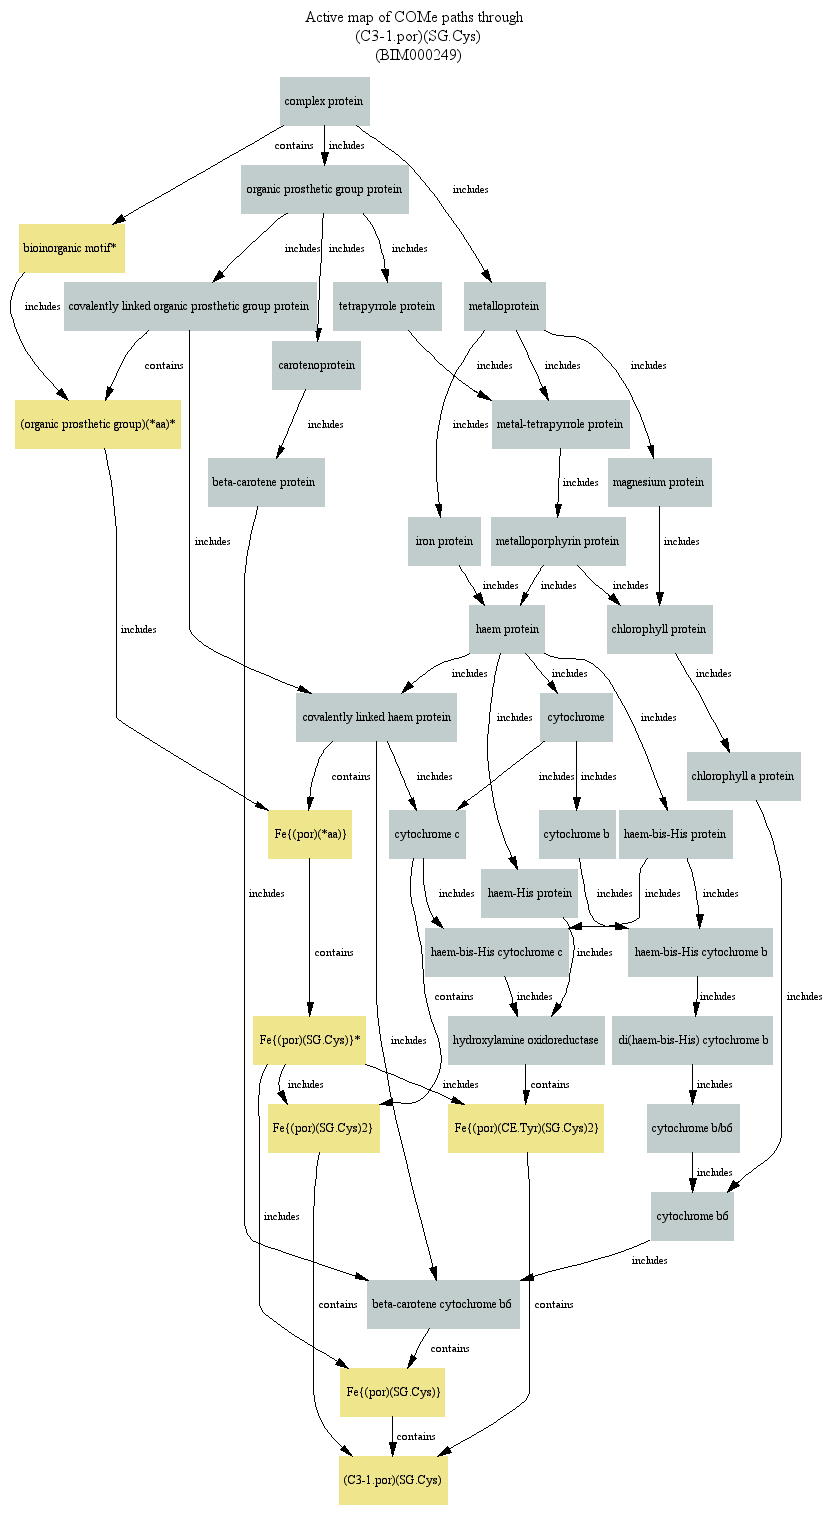 Active map of COMe paths through
(C3-1.por)(SG.Cys)
(BIM000249)
complex protein
contains
includes
organic prosthetic group protein
includes
bioinorganic motif*
includes
includes
includes
includes
covalently linked organic prosthetic group protein
tetrapyrrole protein
metalloprotein
contains
carotenoprotein
includes
includes
includes
(organic prosthetic group)(*aa)*
includes
includes
metal-tetrapyrrole protein
beta-carotene protein
includes
magnesium protein
includes
iron protein
metalloporphyrin protein
includes
includes
includes
includes
includes
haem protein
chlorophyll protein
includes
includes
includes
includes
covalently linked haem protein
includes
cytochrome
includes
contains
includes
includes
includes
chlorophyll a protein
Fe{(por)(*aa)}
cytochrome c
cytochrome b
haem-bis-His protein
includes
includes
haem-His protein
includes
includes
includes
contains
haem-bis-His cytochrome c
includes
haem-bis-His cytochrome b
contains
includes
includes
includes
Fe{(por)(SG.Cys)}*
includes
hydroxylamine oxidoreductase
di(haem-bis-His) cytochrome b
includes
includes
contains
includes
Fe{(por)(SG.Cys)2}
Fe{(por)(CE.Tyr)(SG.Cys)2}
cytochrome b/b6
includes
includes
cytochrome b6
includes
contains
beta-carotene cytochrome b6
contains
contains
Fe{(por)(SG.Cys)}
contains
(C3-1.por)(SG.Cys)